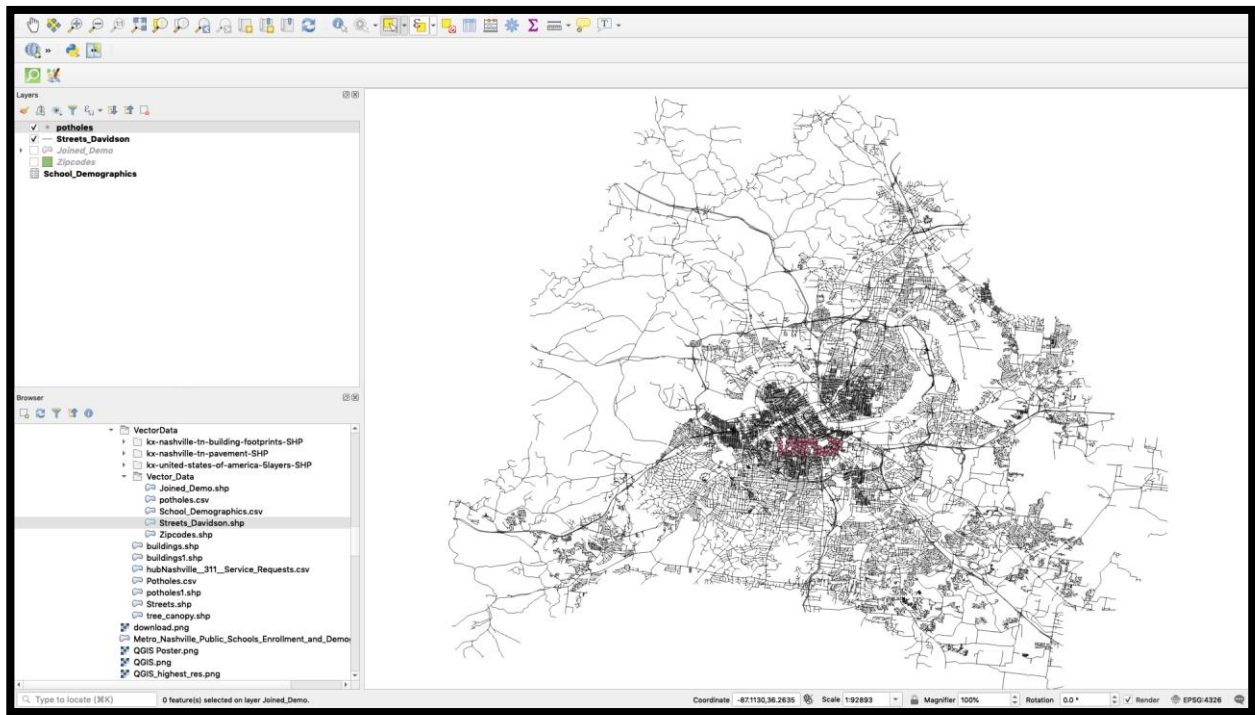 Layers
potholes
Streets_Davidson
Joined_Demo
Zipcodes
School_Demographics
Browser
VectorData
kx-nashville-tn-building-footprints-SHP
kx-nashville-tn-pavement-SHP
kx-united-states-of-america-5layers-SHP
Vector_Data
Joined_Demo.shp
potholes.csv
School_Demographics.csv
Streets_Davidson.shp
Zipcodes.shp
buildings.shp
buildings1.shp
hubNashville__311__Service_Requests.csv
Potholes.csv
potholes1.shp
Streets.shp
tree_canopy.shp
download.png
Metro_Nashville_Public_Schools_Enrollment_and_Demo
QGIS Poster.png
QGIS.png
QGIS_highest_res.png
Type to locate (⌘K) 0 feature(s) selected on layer Joined_Demo. Coordinate -87.1130,36.2635 Scale 1:92893 Magnifier 100% Rotation 0.0 ° Render EPSG:4326